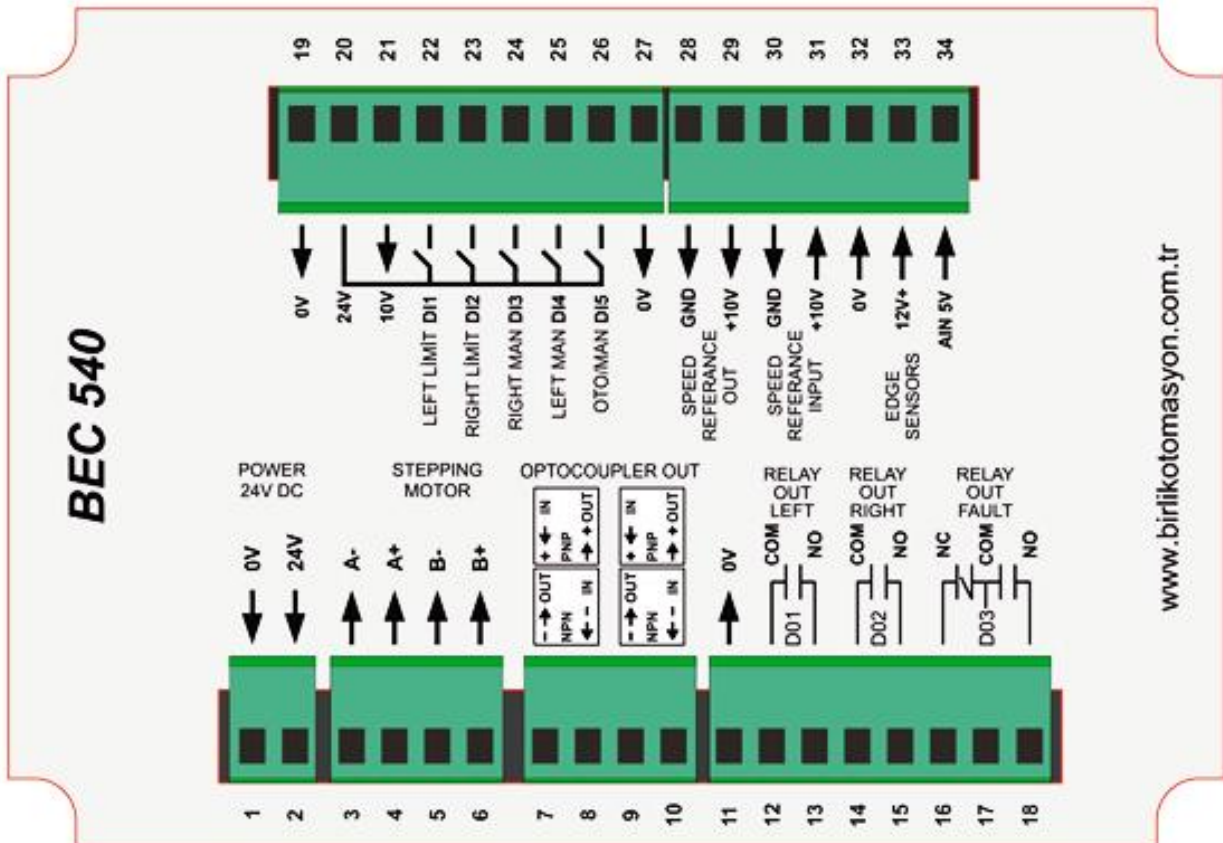 BEC 540
19 20 21 22 23 24 25 26 27 28 29 30 31 32 33 34
0V
24V
10V
LEFT LİMİT DI1
RIGHT LİMİT DI2
RIGHT MAN DI3
LEFT MAN DI4
OTO/MAN DI5
0V
SPEED
REFERANCE
OUT
GND
+10V
SPEED
REFERANCE
INPUT
GND
+10V
EDGE
SENSORS
0V
12V+
AIN 5V
POWER
24V DC
0V
24V
STEPPING
MOTOR
A-
A+
B-
B+
OPTOCOUPLER OUT
- → OUT
NPN
← - IN
+ ← IN
PNP
→ + OUT
- → OUT
NPN
← - IN
+ ← IN
PNP
→ + OUT
0V
RELAY
OUT
LEFT
COM
D01
NO
RELAY
OUT
RIGHT
COM
D02
NO
RELAY
OUT
FAULT
NC
COM
D03
NO
1 2 3 4 5 6 7 8 9 10 11 12 13 14 15 16 17 18
www.birlikotomasyon.com.tr